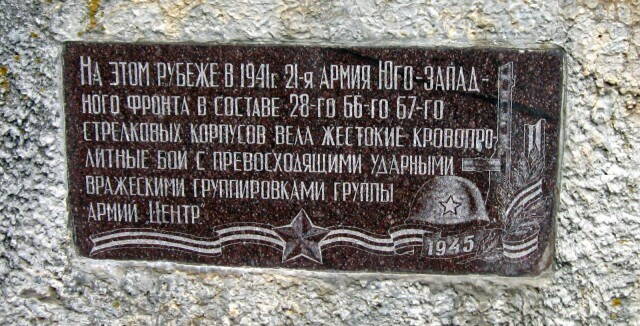 На этом рубеже в 1941г 21-я армия Юго-Запад-
ного фронта в составе 28-го 66-го 67-го
стрелковых корпусов вела жестокие кровопро-
литные бои с превосходящими ударными
вражескими группировками группы
армий Центр
1945